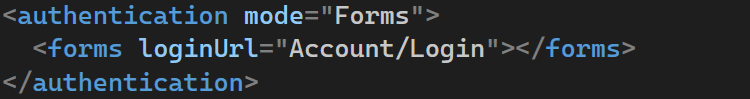 <authentication mode="Forms">
  <forms loginUrl="Account/Login"></forms>
</authentication>